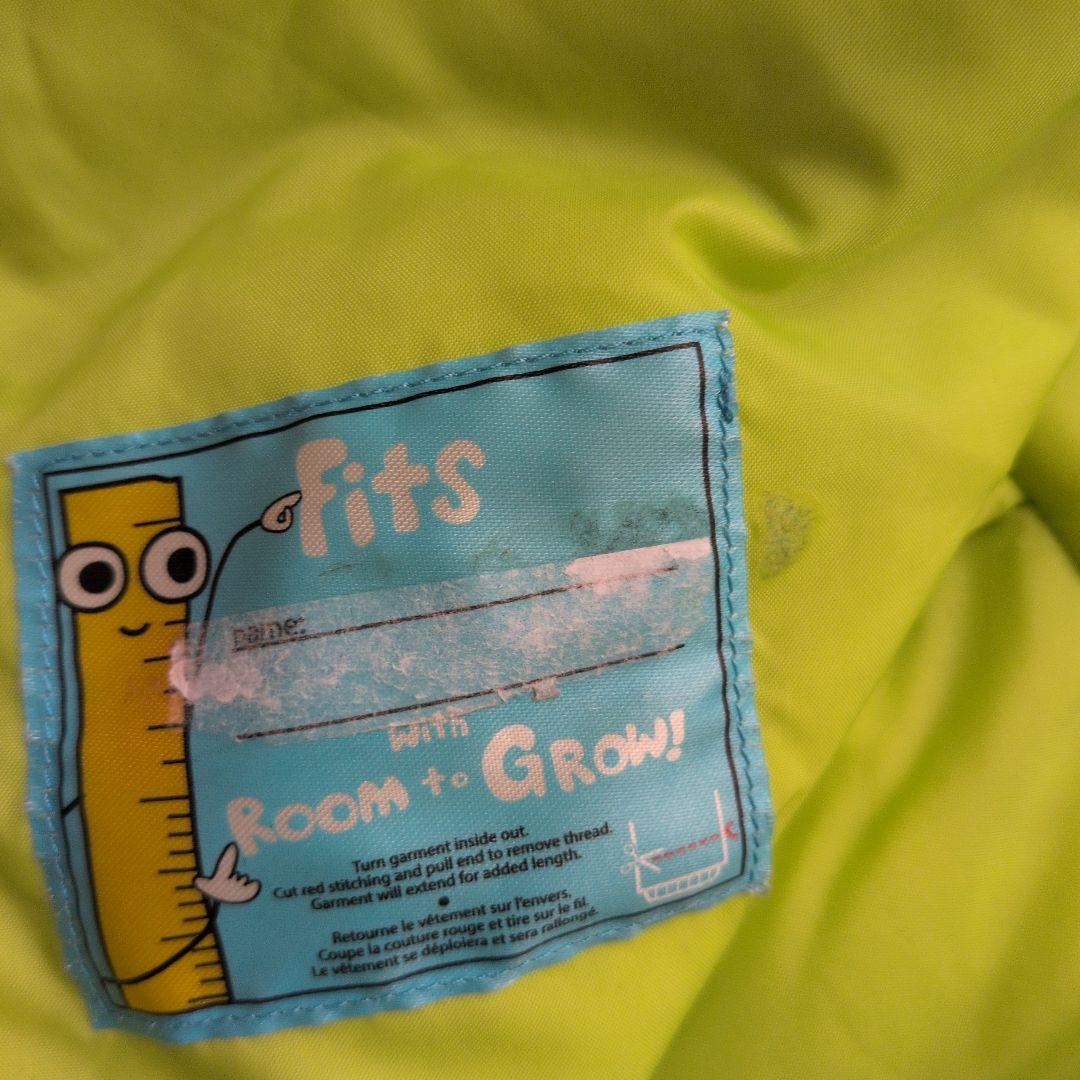 fits
name:
with
Room to Grow!
Turn garment inside out.
Cut red stitching and pull end to remove thread.
Garment will extend for added length.
Retourne le vêtement sur l'envers.
Coupe la couture rouge et tire sur le fil.
Le vêtement se déploiera et sera rallongé.